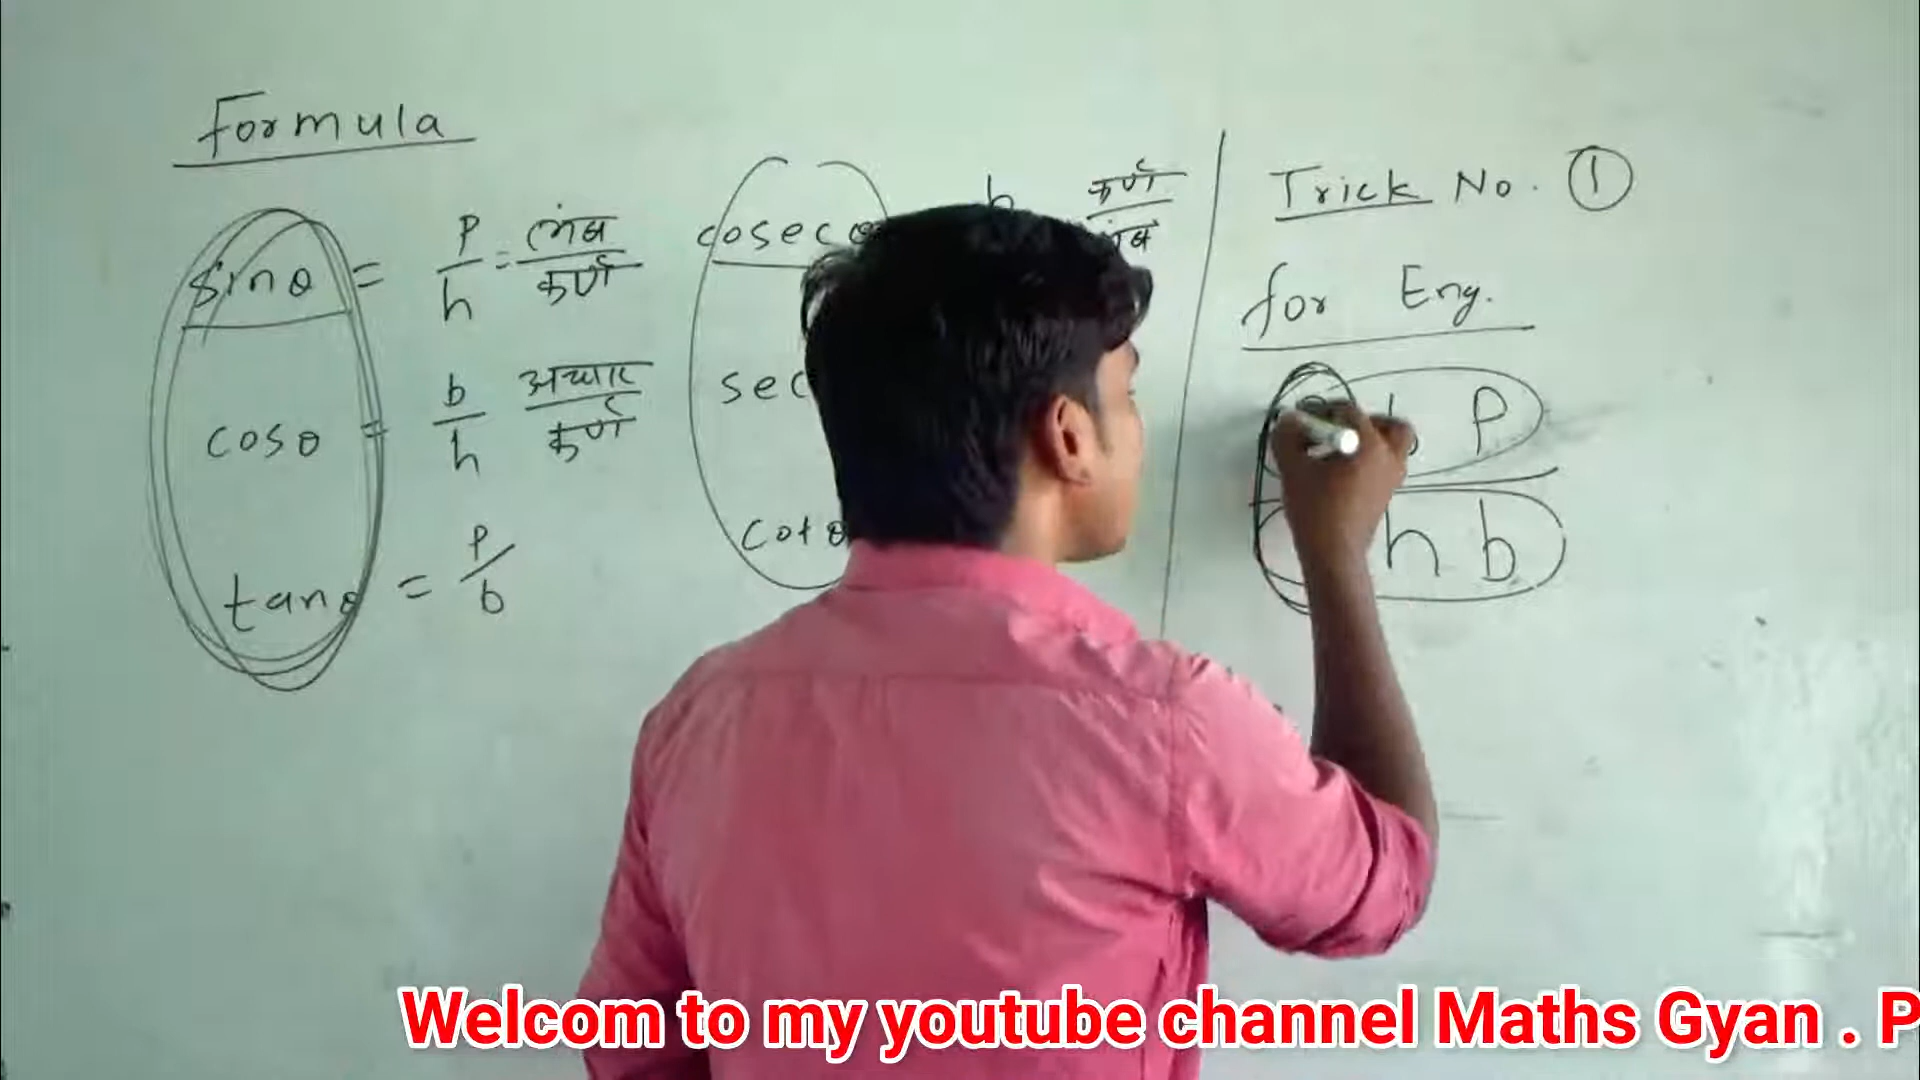 Formula
sinθ = p/h = लंब/कर्ण
cosecθ h कर्ण/लंब
cosθ = b/h आधार/कर्ण
sec
tanθ = p/b
cotθ
Trick No. ①
for Eng.
P b P
h b
Welcom to my youtube channel Maths Gyan . P